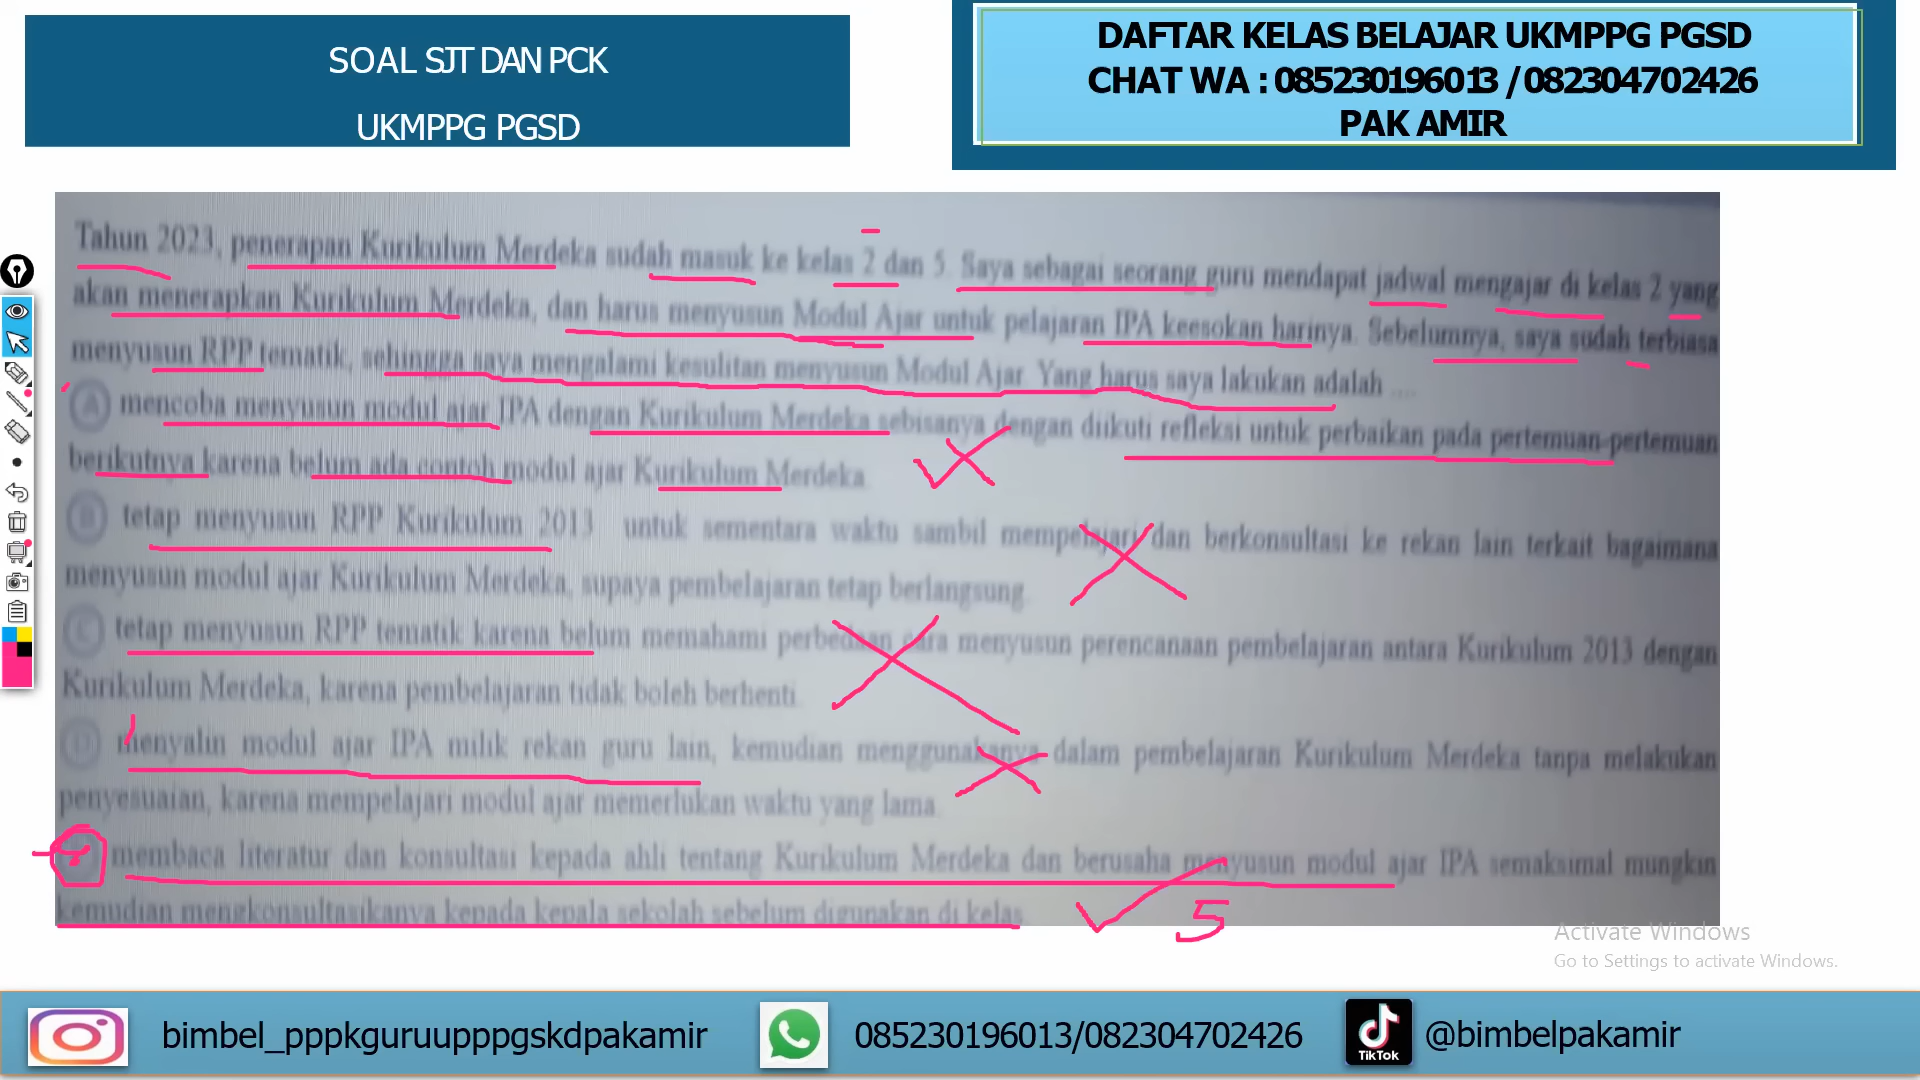 SOAL SJT DAN PCK
UKMPPG PGSD
DAFTAR KELAS BELAJAR UKMPPG PGSD
CHAT WA : 085230196013 / 082304702426
PAK AMIR
Tahun 2023, penerapan Kurikulum Merdeka sudah masuk ke kelas 2 dan 5. Saya sebagai seorang guru mendapat jadwal mengajar di kelas 2 yang
akan menerapkan Kurikulum Merdeka, dan harus menyusun Modul Ajar untuk pelajaran IPA keesokan harinya. Sebelumnya, saya sudah terbiasa
menyusun RPP tematik, sehingga saya mengalami kesulitan menyusun Modul Ajar. Yang harus saya lakukan adalah ....
A mencoba menyusun modul ajar IPA dengan Kurikulum Merdeka sebisanya dengan diikuti refleksi untuk perbaikan pada pertemuan-pertemuan
berikutnya karena belum ada contoh modul ajar Kurikulum Merdeka.
B tetap menyusun RPP Kurikulum 2013 untuk sementara waktu sambil mempelajari dan berkonsultasi ke rekan lain terkait bagaimana
menyusun modul ajar Kurikulum Merdeka, supaya pembelajaran tetap berlangsung.
C tetap menyusun RPP tematik karena belum memahami perbedaan cara menyusun perencanaan pembelajaran antara Kurikulum 2013 dengan
Kurikulum Merdeka, karena pembelajaran tidak boleh berhenti.
D menyalin modul ajar IPA milik rekan guru lain, kemudian menggunakanya dalam pembelajaran Kurikulum Merdeka tanpa melakukan
penyesuaian, karena mempelajari modul ajar memerlukan waktu yang lama.
membaca literatur dan konsultasi kepada ahli tentang Kurikulum Merdeka dan berusaha menyusun modul ajar IPA semaksimal mungkin
kemudian mengkonsultasikanya kepada kepala sekolah sebelum digunakan di kelas.
5
Activate Windows
Go to Settings to activate Windows.
bimbel_pppkguruupppgskdpakamir
085230196013/082304702426
TikTok
@bimbelpakamir